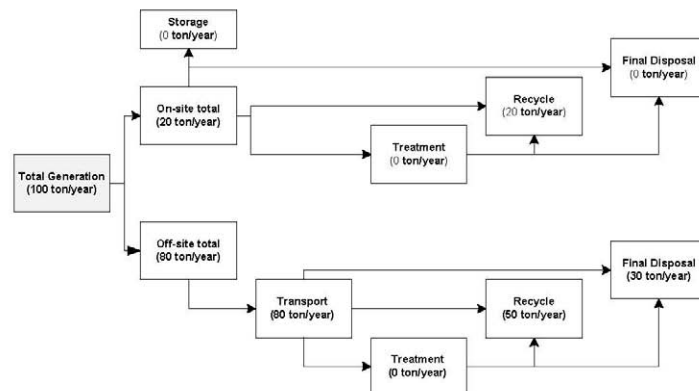 Storage
(0 ton/year)
Final Disposal
(0 ton/year)
On-site total
(20 ton/year)
Recycle
(20 ton/year)
Treatment
(0 ton/year)
Total Generation
(100 ton/year)
Off-site total
(80 ton/year)
Final Disposal
(30 ton/year)
Transport
(80 ton/year)
Recycle
(50 ton/year)
Treatment
(0 ton/year)